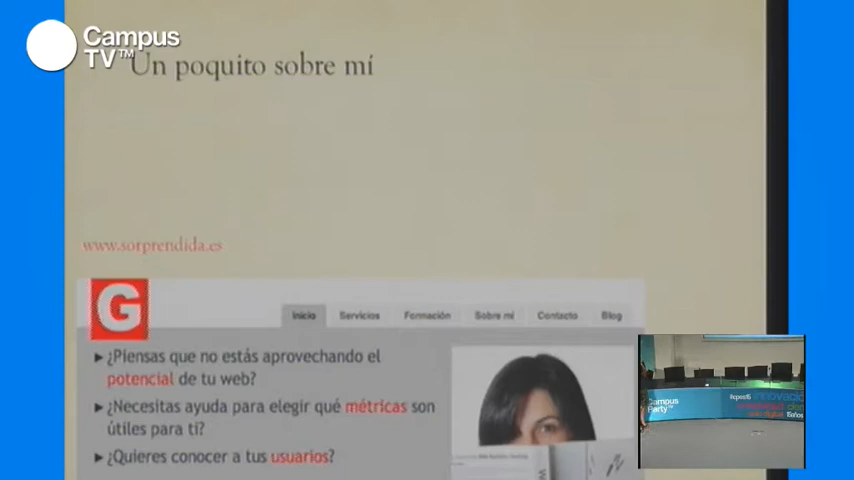 Campus
TV™
Un poquito sobre mí
www.sorprendida.es
G
Inicio Servicios Formación Sobre mí Contacto Blog
▸ ¿Piensas que no estás aprovechando el
potencial de tu web?
▸ ¿Necesitas ayuda para elegir qué métricas son
útiles para ti?
▸ ¿Quieres conocer a tus usuarios?
Campus
Party™
innovación